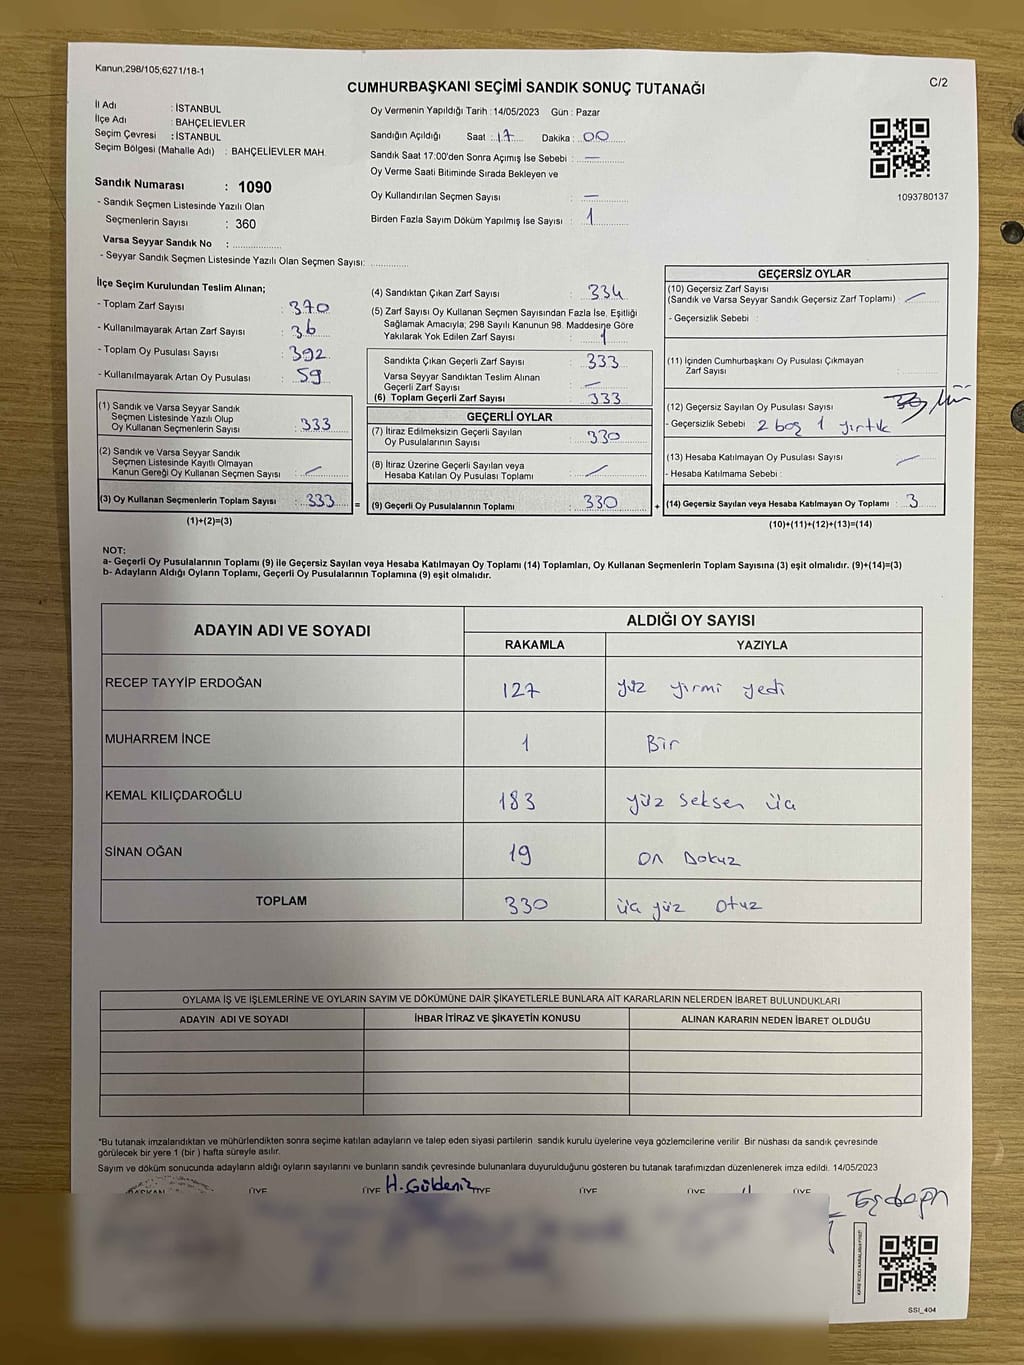 Kanun;298/105;6271/18-1
CUMHURBAŞKANI SEÇİMİ SANDIK SONUÇ TUTANAĞI
C/2
İl Adı : İSTANBUL
İlçe Adı : BAHÇELİEVLER
Seçim Çevresi : İSTANBUL
Seçim Bölgesi (Mahalle Adı) : BAHÇELİEVLER MAH.
Sandık Numarası : 1090
- Sandık Seçmen Listesinde Yazılı Olan
Seçmenlerin Sayısı : 360
Varsa Seyyar Sandık No : ..............
- Seyyar Sandık Seçmen Listesinde Yazılı Olan Seçmen Sayısı: ............
Oy Vermenin Yapıldığı Tarih : 14/05/2023 Gün : Pazar
Sandığın Açıldığı Saat : 17 Dakika : 00
Sandık Saat 17:00'den Sonra Açımış İse Sebebi : —
Oy Verme Saati Bitiminde Sırada Bekleyen ve
Oy Kullandırılan Seçmen Sayısı : —
Birden Fazla Sayım Döküm Yapılmış İse Sayısı : 1
1093780137
İlçe Seçim Kurulundan Teslim Alınan;
- Toplam Zarf Sayısı : 370
- Kullanılmayarak Artan Zarf Sayısı : 36
- Toplam Oy Pusulası Sayısı : 392
- Kullanılmayarak Artan Oy Pusulası : 59
(1) Sandık ve Varsa Seyyar Sandık
Seçmen Listesinde Yazılı Olup
Oy Kullanan Seçmenlerin Sayısı : 333
(2) Sandık ve Varsa Seyyar Sandık
Seçmen Listesinde Kayıtlı Olmayan
Kanun Gereği Oy Kullanan Seçmen Sayısı : —
(3) Oy Kullanan Seçmenlerin Toplam Sayısı : 333 =
(1)+(2)=(3)
(4) Sandıktan Çıkan Zarf Sayısı : 334
(5) Zarf Sayısı Oy Kullanan Seçmen Sayısından Fazla İse, Eşitliği
Sağlamak Amacıyla; 298 Sayılı Kanunun 98. Maddesine Göre
Yakılarak Yok Edilen Zarf Sayısı : 1
Sandıkta Çıkan Geçerli Zarf Sayısı : 333
Varsa Seyyar Sandıktan Teslim Alınan
Geçerli Zarf Sayısı : —
(6) Toplam Geçerli Zarf Sayısı : 333
GEÇERLİ OYLAR
(7) İtiraz Edilmeksizin Geçerli Sayılan
Oy Pusulalarının Sayısı : 330
(8) İtiraz Üzerine Geçerli Sayılan veya
Hesaba Katılan Oy Pusulası Toplamı : —
(9) Geçerli Oy Pusulalarının Toplamı : 330 +
GEÇERSİZ OYLAR
(10) Geçersiz Zarf Sayısı
(Sandık ve Varsa Seyyar Sandık Geçersiz Zarf Toplamı) : —
- Geçersizlik Sebebi :
(11) İçinden Cumhurbaşkanı Oy Pusulası Çıkmayan
Zarf Sayısı :
(12) Geçersiz Sayılan Oy Pusulası Sayısı :
- Geçersizlik Sebebi : 2 boş 1 yırtık
(13) Hesaba Katılmayan Oy Pusulası Sayısı : —
- Hesaba Katılmama Sebebi :
(14) Geçersiz Sayılan veya Hesaba Katılmayan Oy Toplamı : 3
(10)+(11)+(12)+(13)=(14)
NOT:
a- Geçerli Oy Pusulalarının Toplamı (9) ile Geçersiz Sayılan veya Hesaba Katılmayan Oy Toplamı (14) Toplamları, Oy Kullanan Seçmenlerin Toplam Sayısına (3) eşit olmalıdır. (9)+(14)=(3)
b- Adayların Aldığı Oyların Toplamı, Geçerli Oy Pusulalarının Toplamına (9) eşit olmalıdır.
ADAYIN ADI VE SOYADI ALDIĞI OY SAYISI
RAKAMLA YAZIYLA
RECEP TAYYİP ERDOĞAN 127 yüz yirmi yedi
MUHARREM İNCE 1 Bir
KEMAL KILIÇDAROĞLU 183 yüz seksen üç
SİNAN OĞAN 19 on Dokuz
TOPLAM 330 üç yüz otuz
OYLAMA İŞ VE İŞLEMLERİNE VE OYLARIN SAYIM VE DÖKÜMÜNE DAİR ŞİKAYETLERLE BUNLARA AİT KARARLARIN NELERDEN İBARET BULUNDUKLARI
ADAYIN ADI VE SOYADI İHBAR İTİRAZ VE ŞİKAYETİN KONUSU ALINAN KARARIN NEDEN İBARET OLDUĞU
*Bu tutanak imzalandıktan ve mühürlendikten sonra seçime katılan adayların ve talep eden siyasi partilerin sandık kurulu üyelerine veya gözlemcilerine verilir Bir nüshası da sandık çevresinde
görülecek bir yere 1 (bir ) hafta süreyle asılır.
Sayım ve döküm sonucunda adayların aldığı oyların sayılarını ve bunların sandık çevresinde bulunanlara duyurulduğunu gösteren bu tutanak tarafımızdan düzenlenerek imza edildi. 14/05/2023
BAŞKAN ÜYE ÜYE H.Güldeniz ÜYE ÜYE ÜYE ÜYE
SSI_404